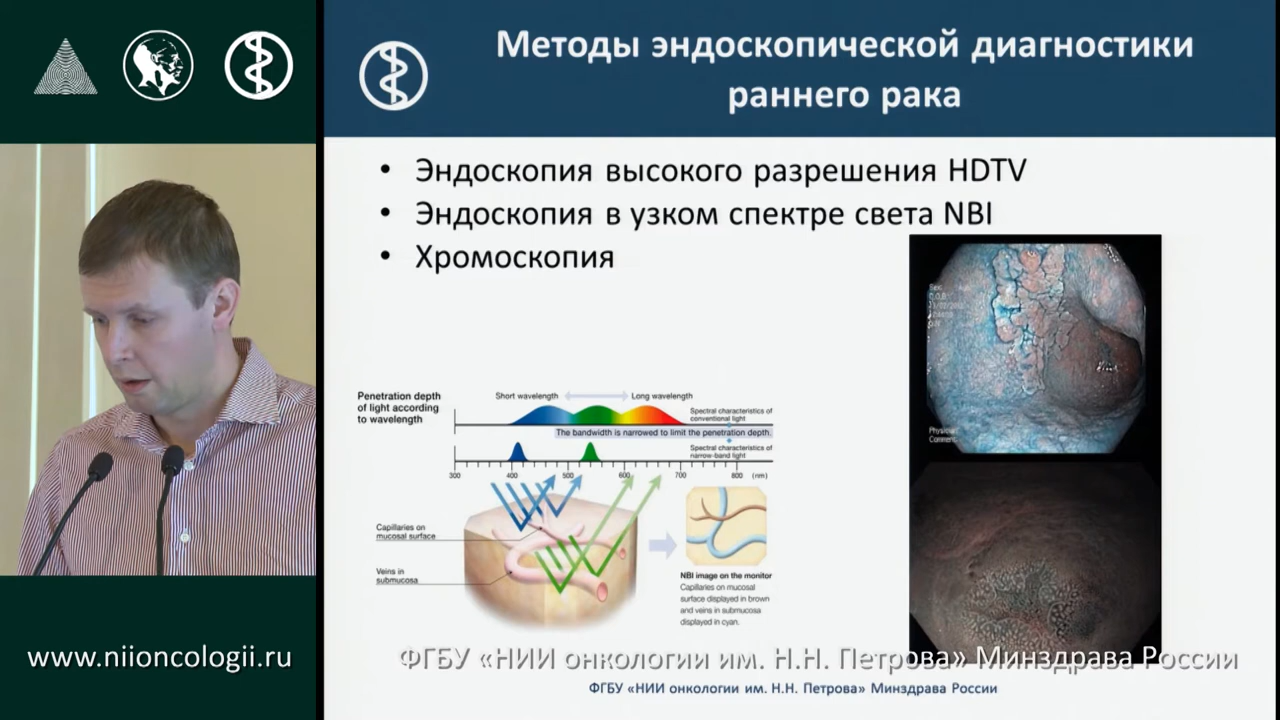 Методы эндоскопической диагностики
раннего рака
• Эндоскопия высокого разрешения HDTV
• Эндоскопия в узком спектре света NBI
• Хромоскопия
Penetration depth
of light according
to wavelength
Short wavelength
Long wavelength
Spectral characteristics of
conventional light
The bandwidth is narrowed to limit the penetration depth.
Spectral characteristics of
narrow-band light
300 400 500 600 700 800 (nm)
Capillaries on
mucosal surface
Veins in
submucosa
NBI image on the monitor
Capillaries on mucosal
surface displayed in brown
and veins in submucosa
displayed in cyan.
Physician
Comment
www.niioncologii.ru
ФГБУ «НИИ онкологии им. Н.Н. Петрова» Минздрава России
ФГБУ «НИИ онкологии им. Н.Н. Петрова» Минздрава России